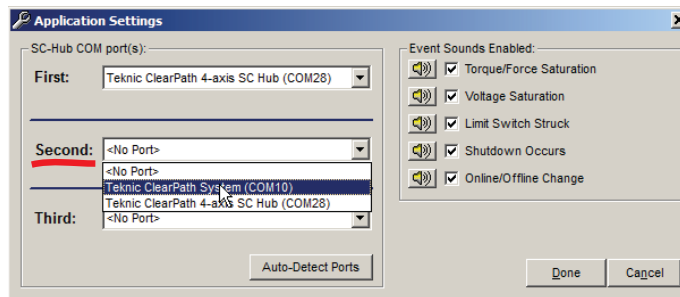 Application Settings
SC-Hub COM port(s):
First: Teknic ClearPath 4-axis SC Hub (COM28)
Second: <No Port>
<No Port>
Teknic ClearPath System (COM10)
Teknic ClearPath 4-axis SC Hub (COM28)
Third: <No Port>
Auto-Detect Ports
Event Sounds Enabled:
Torque/Force Saturation
Voltage Saturation
Limit Switch Struck
Shutdown Occurs
Online/Offline Change
Done Cancel